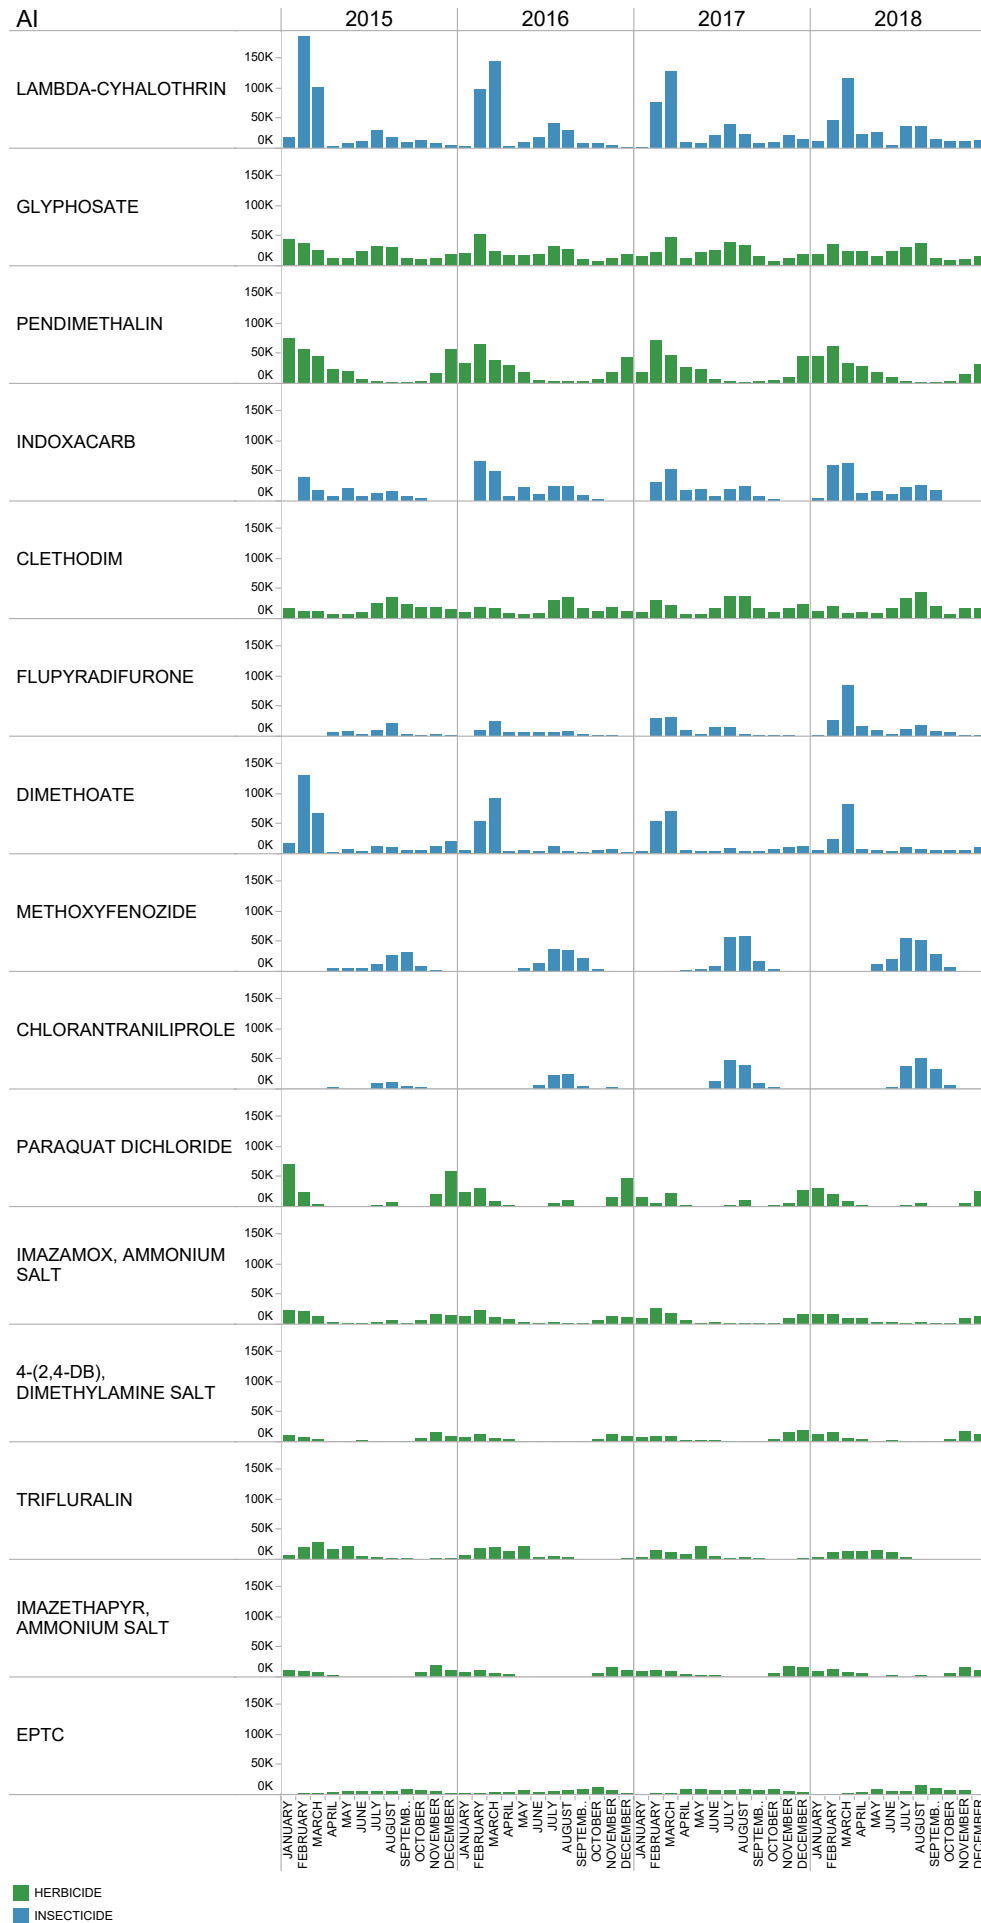 AI 2015 2016 2017 2018
LAMBDA-CYHALOTHRIN
150K
100K
50K
0K
GLYPHOSATE
150K
100K
50K
0K
PENDIMETHALIN
150K
100K
50K
0K
INDOXACARB
150K
100K
50K
0K
CLETHODIM
150K
100K
50K
0K
FLUPYRADIFURONE
150K
100K
50K
0K
DIMETHOATE
150K
100K
50K
0K
METHOXYFENOZIDE
150K
100K
50K
0K
CHLORANTRANILIPROLE
150K
100K
50K
0K
PARAQUAT DICHLORIDE
150K
100K
50K
0K
IMAZAMOX, AMMONIUM
SALT
150K
100K
50K
0K
4-(2,4-DB),
DIMETHYLAMINE SALT
150K
100K
50K
0K
TRIFLURALIN
150K
100K
50K
0K
IMAZETHAPYR,
AMMONIUM SALT
150K
100K
50K
0K
EPTC
150K
100K
50K
0K
JANUARY
FEBRUARY
MARCH
APRIL
MAY
JUNE
JULY
AUGUST
SEPTEMB..
OCTOBER
NOVEMBER
DECEMBER
JANUARY
FEBRUARY
MARCH
APRIL
MAY
JUNE
JULY
AUGUST
SEPTEMB..
OCTOBER
NOVEMBER
DECEMBER
JANUARY
FEBRUARY
MARCH
APRIL
MAY
JUNE
JULY
AUGUST
SEPTEMB..
OCTOBER
NOVEMBER
DECEMBER
JANUARY
FEBRUARY
MARCH
APRIL
MAY
JUNE
JULY
AUGUST
SEPTEMB..
OCTOBER
NOVEMBER
DECEMBER
HERBICIDE
INSECTICIDE